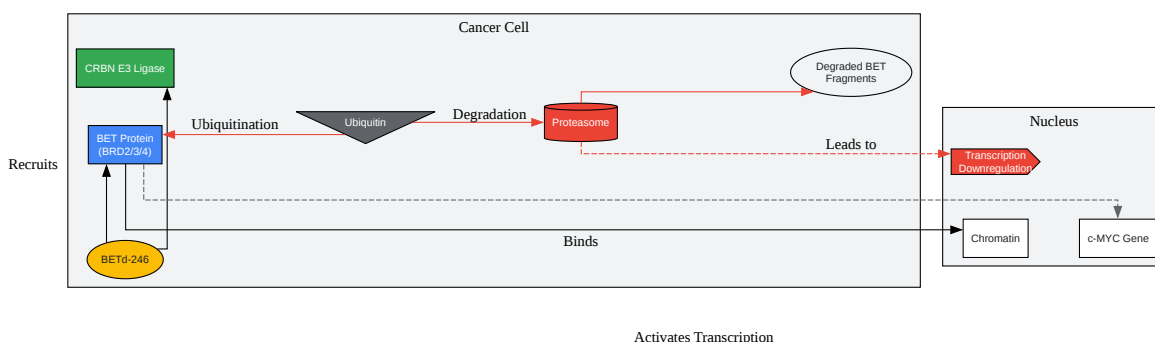 Cancer Cell
CRBN E3 Ligase
Degraded BET
Fragments
Ubiquitin
Degradation
Proteasome
Ubiquitination
BET Protein
(BRD2/3/4)
Nucleus
Recruits
Leads to
Transcription
Downregulation
Binds
Chromatin
c-MYC Gene
BETd-246
Activates Transcription